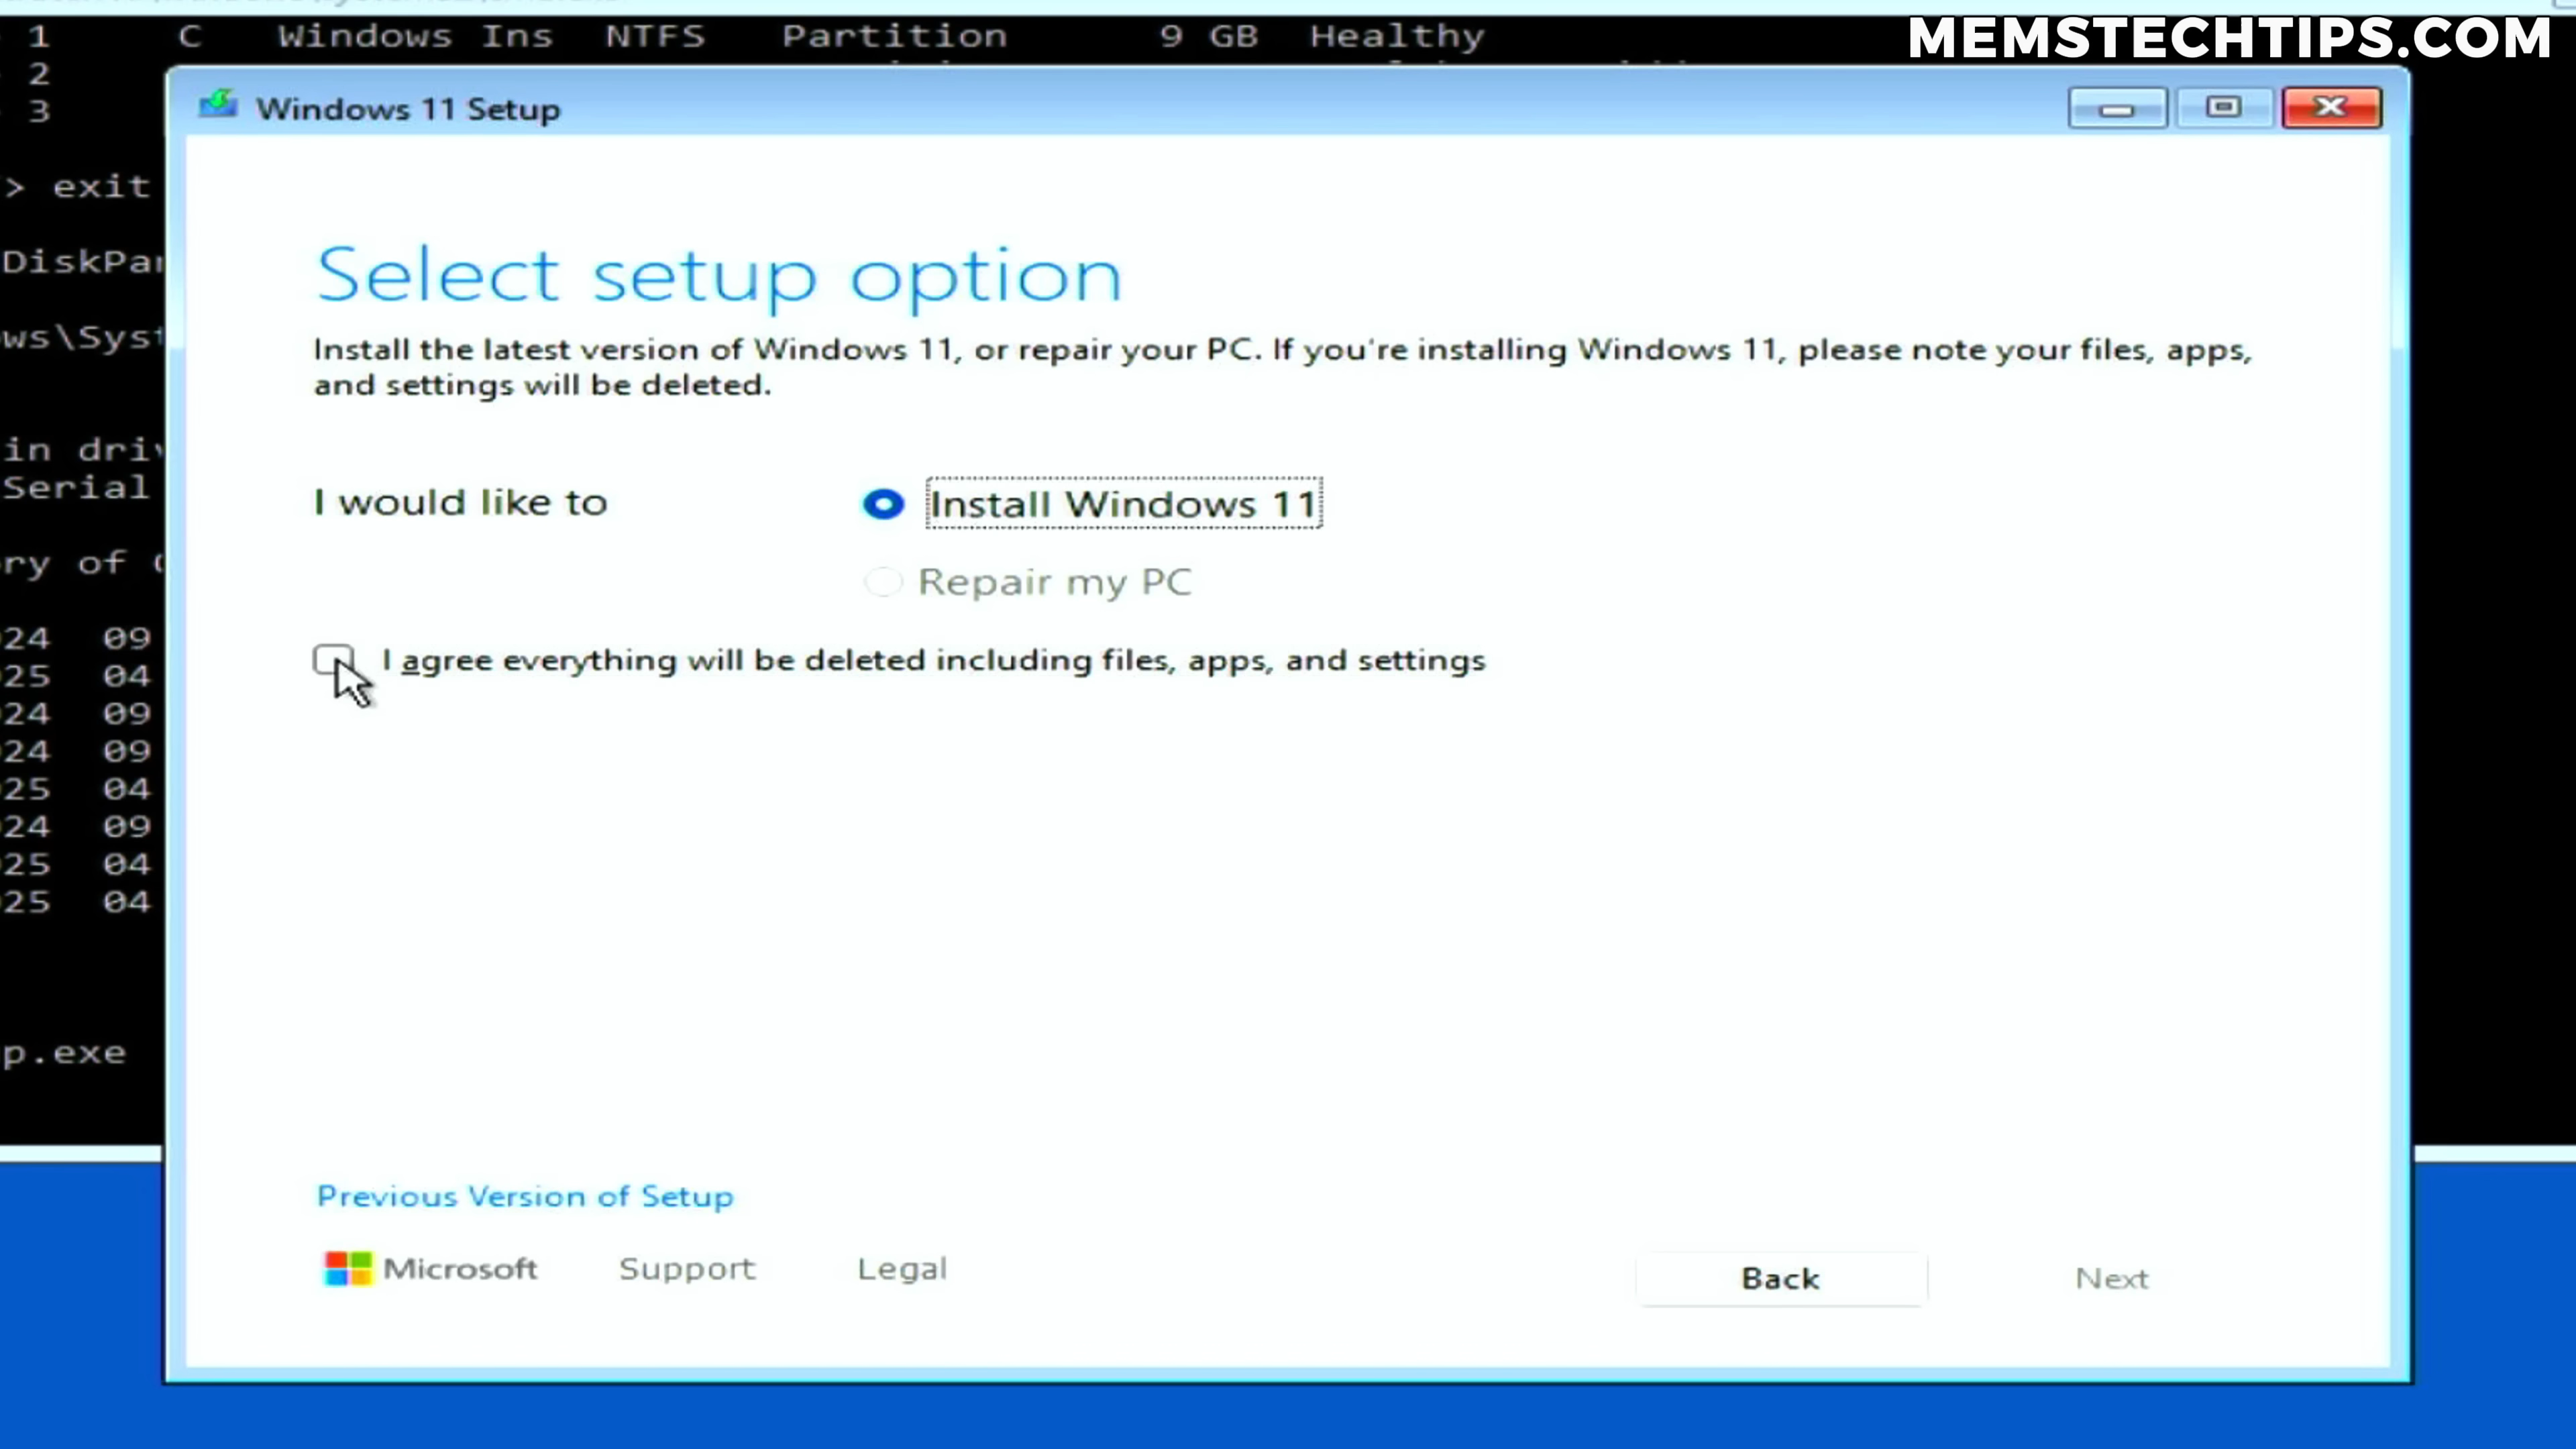 MEMSTECHTIPS.COM
1 C Windows Ins NTFS Partition 9 GB Healthy
2
3
> exit
DiskPar
ws\Syst
in driv
Serial
ry of
24 09
25 04
24 09
24 09
25 04
24 09
25 04
25 04
p.exe
Windows 11 Setup
Select setup option
Install the latest version of Windows 11, or repair your PC. If you're installing Windows 11, please note your files, apps,
and settings will be deleted.
I would like to
Install Windows 11
Repair my PC
I agree everything will be deleted including files, apps, and settings
Previous Version of Setup
Microsoft Support Legal
Back Next